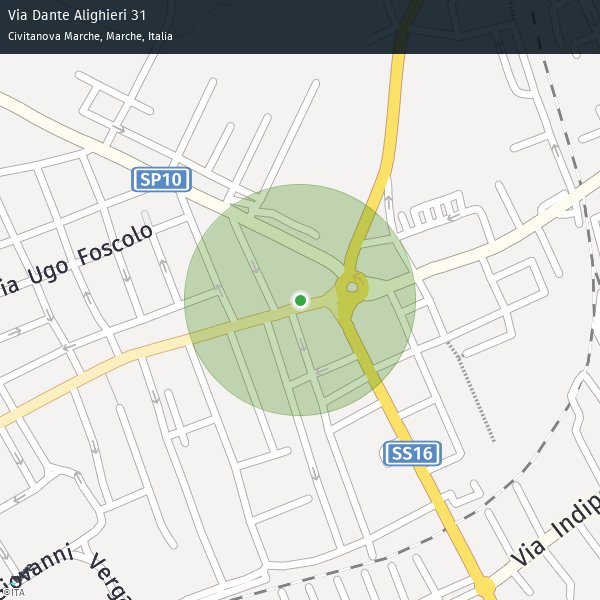 Via Dante Alighieri 31
Civitanova Marche, Marche, Italia
SP10
ia Ugo Foscolo
SS16
Via Indip
iovanni Verga
©ITA